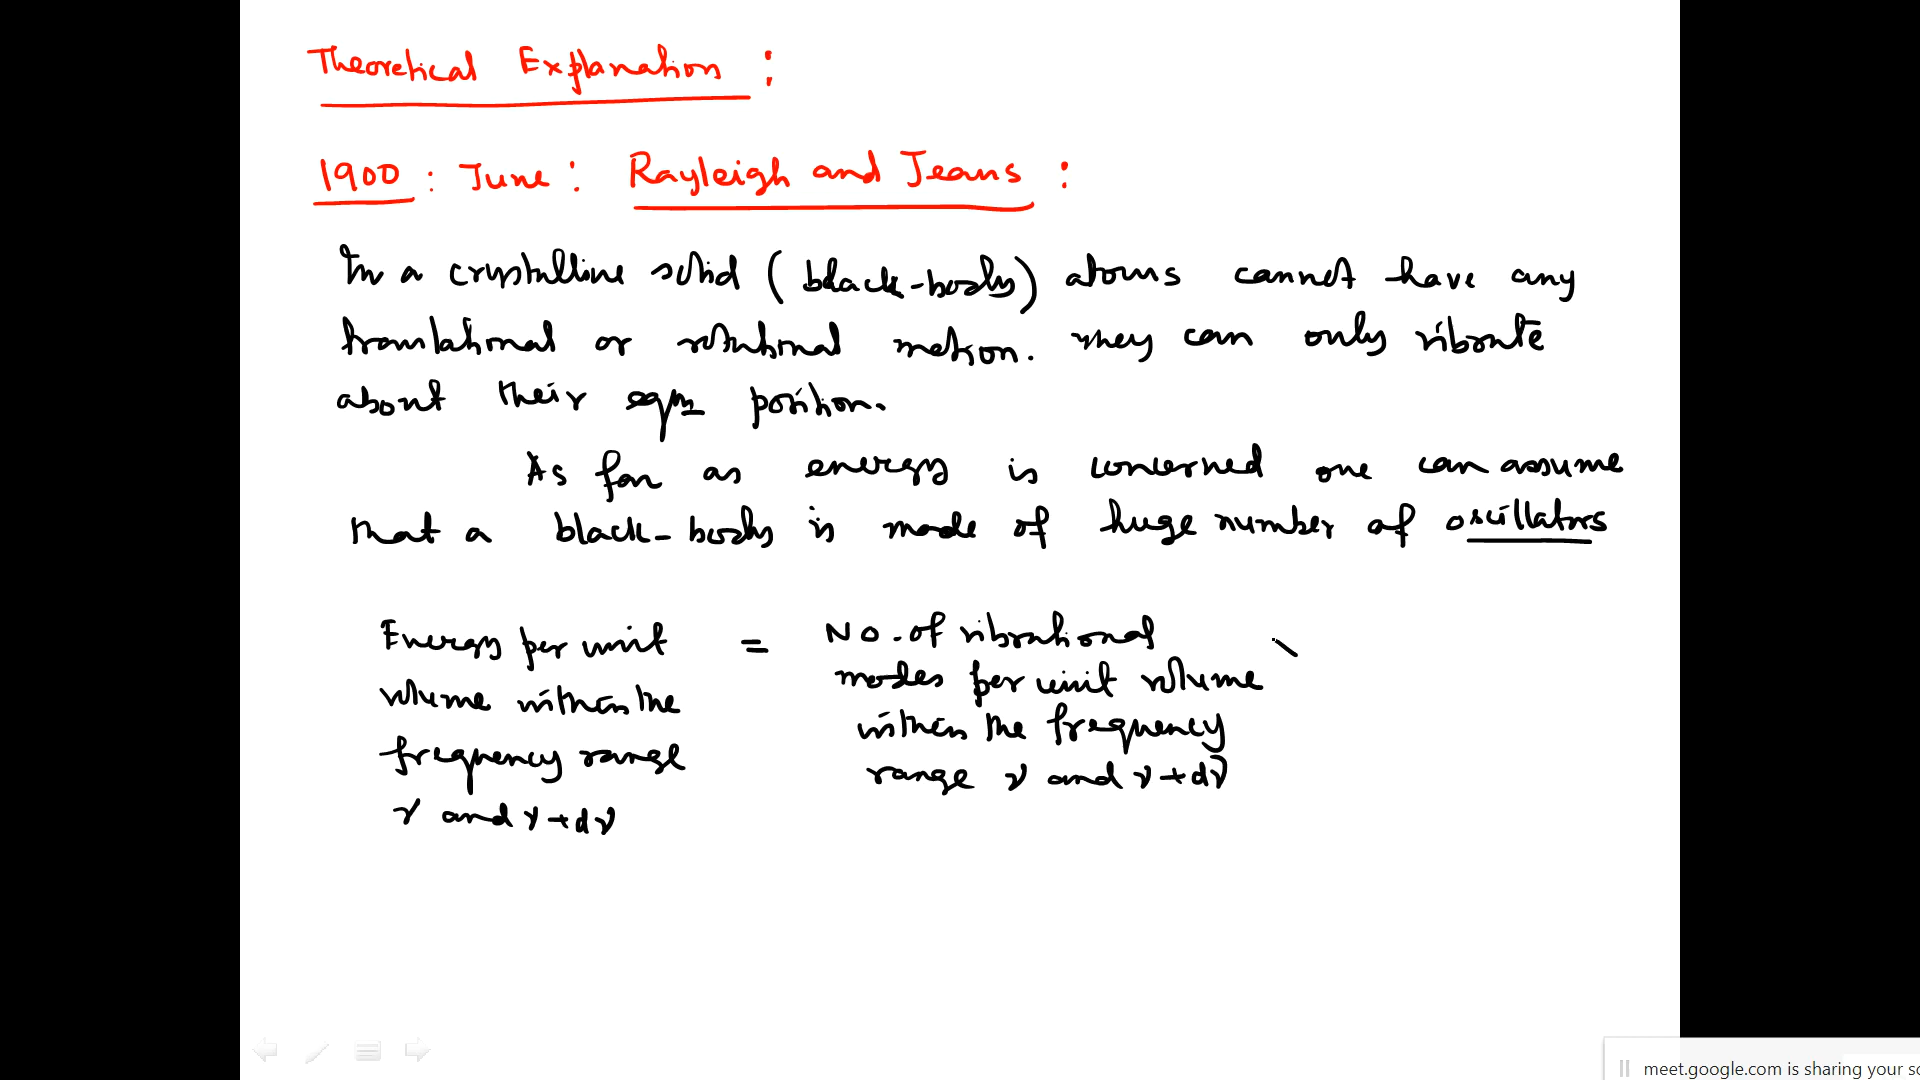 Theoretical Explanation :
1900 : June : Rayleigh and Jeans :
In a crystalline solid (black-body) atoms cannot have any
translational or rotational motion. They can only vibrate
about their eqm position.
As far as energy is concerned one can assume
that a black-body is made of huge number of oscillators
Energy per unit
volume within the
frequency range
ν and ν+dν
=
No. of vibrational
modes per unit volume
within the frequency
range ν and ν+dν
meet.google.com is sharing your sc